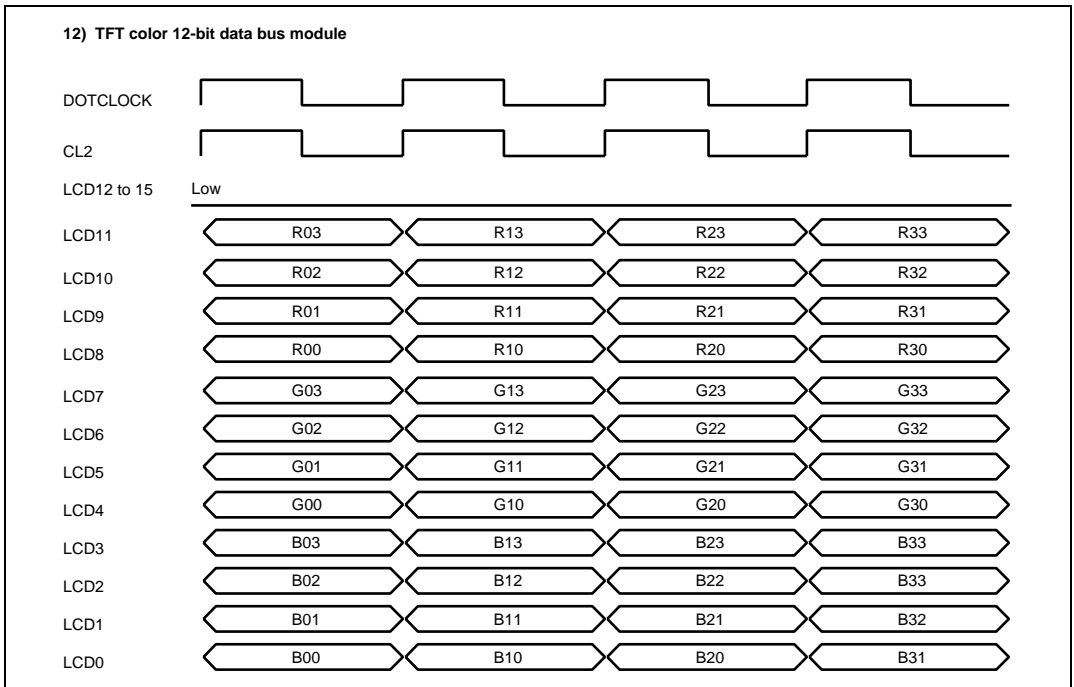 12) TFT color 12-bit data bus module
DOTCLOCK
CL2
LCD12 to 15 Low
LCD11 R03 R13 R23 R33
LCD10 R02 R12 R22 R32
LCD9 R01 R11 R21 R31
LCD8 R00 R10 R20 R30
LCD7 G03 G13 G23 G33
LCD6 G02 G12 G22 G32
LCD5 G01 G11 G21 G31
LCD4 G00 G10 G20 G30
LCD3 B03 B13 B23 B33
LCD2 B02 B12 B22 B33
LCD1 B01 B11 B21 B32
LCD0 B00 B10 B20 B31